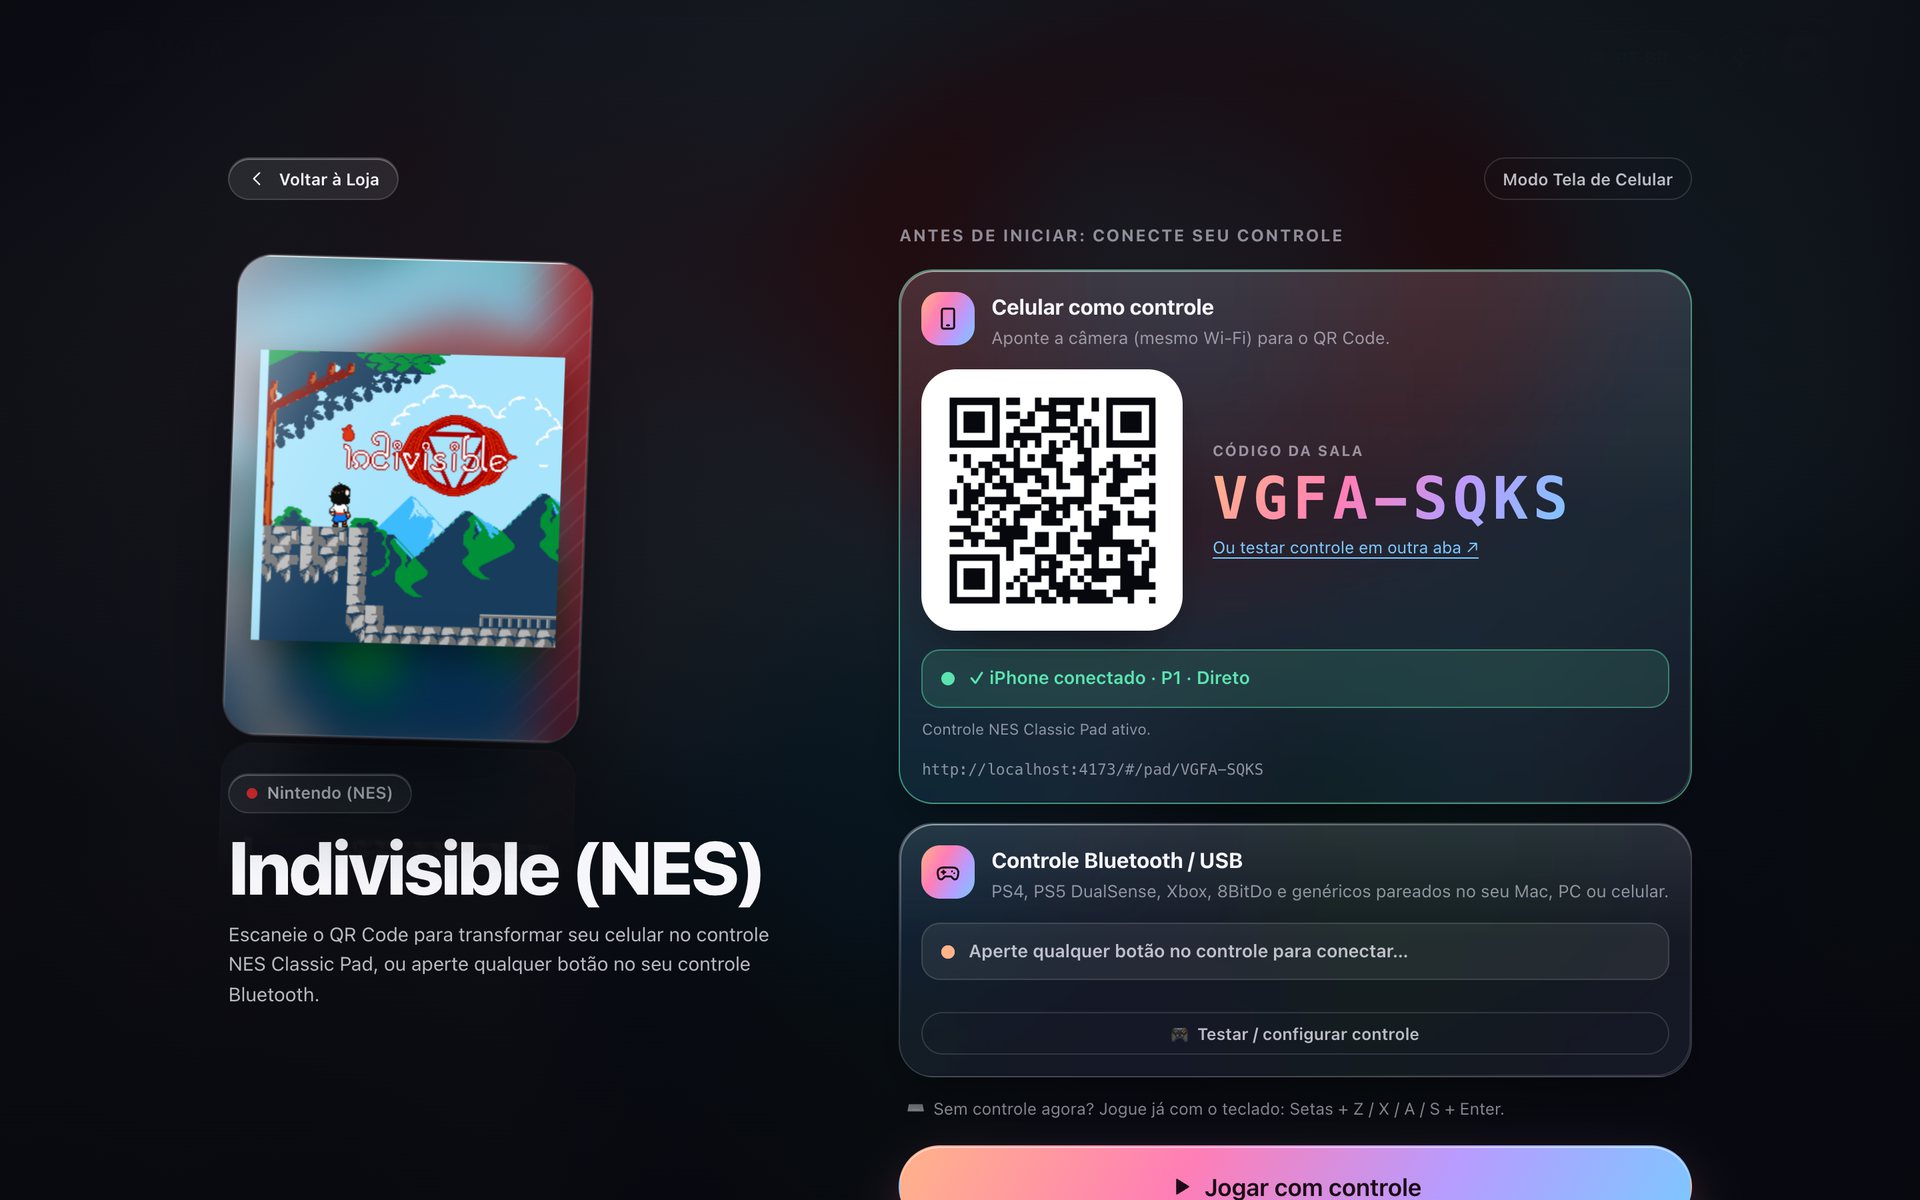 Voltar à Loja
Modo Tela de Celular
ANTES DE INICIAR: CONECTE SEU CONTROLE
Celular como controle
Aponte a câmera (mesmo Wi-Fi) para o QR Code.
indivisible
CÓDIGO DA SALA
VGFA-SQKS
Ou testar controle em outra aba ↗
✓ iPhone conectado · P1 · Direto
Controle NES Classic Pad ativo.
http://localhost:4173/#/pad/VGFA-SQKS
Nintendo (NES)
Indivisible (NES)
Escaneie o QR Code para transformar seu celular no controle
NES Classic Pad, ou aperte qualquer botão no seu controle
Bluetooth.
Controle Bluetooth / USB
PS4, PS5 DualSense, Xbox, 8BitDo e genéricos pareados no seu Mac, PC ou celular.
Aperte qualquer botão no controle para conectar...
🎮 Testar / configurar controle
Sem controle agora? Jogue já com o teclado: Setas + Z / X / A / S + Enter.
▶ Jogar com controle